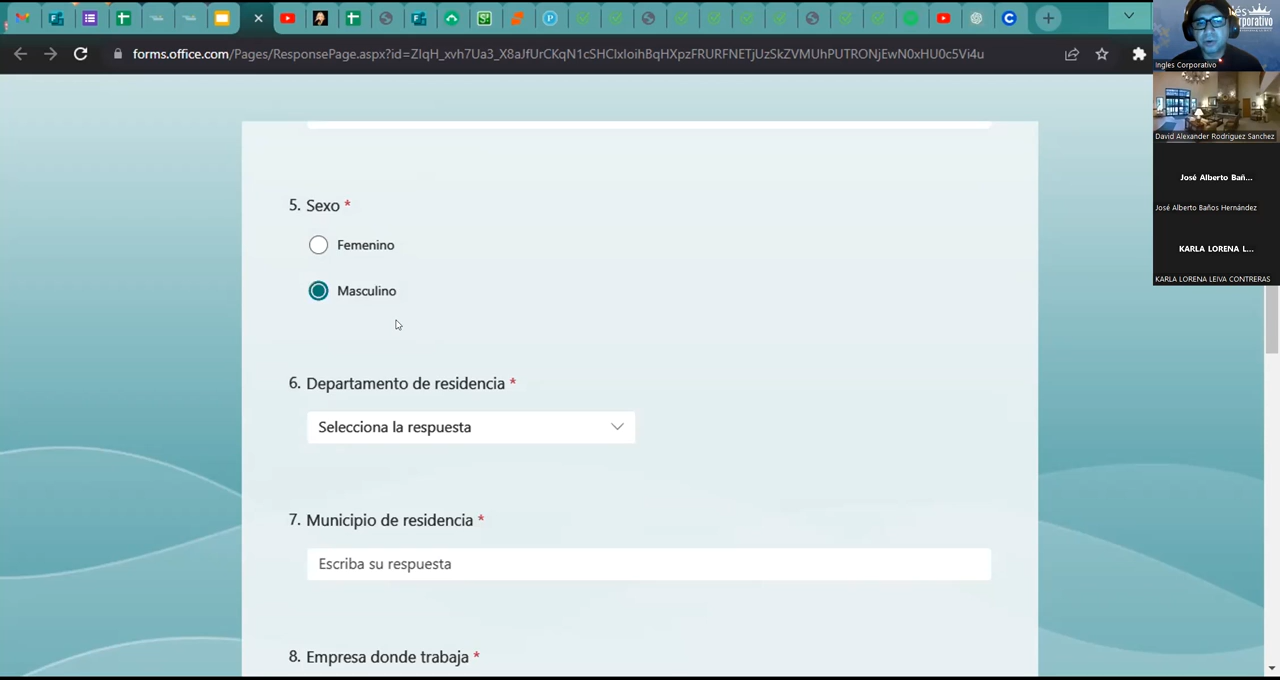 forms.office.com/Pages/ResponsePage.aspx?id=ZIqH_xvh7Ua3_X8aJfUrCKqN1cSHCIxIoihBqHXpzFRURFNETjUzSkZVMUhPUTRONjEwN0xHU0c5Vi4u
Ingles Corporativo
David Alexander Rodriguez Sanchez
José Alberto Bañ...
José Alberto Baños Hernández
KARLA LORENA L...
KARLA LORENA LEIVA CONTRERAS
5. Sexo *
Femenino
Masculino
6. Departamento de residencia *
Selecciona la respuesta
7. Municipio de residencia *
Escriba su respuesta
8. Empresa donde trabaja *